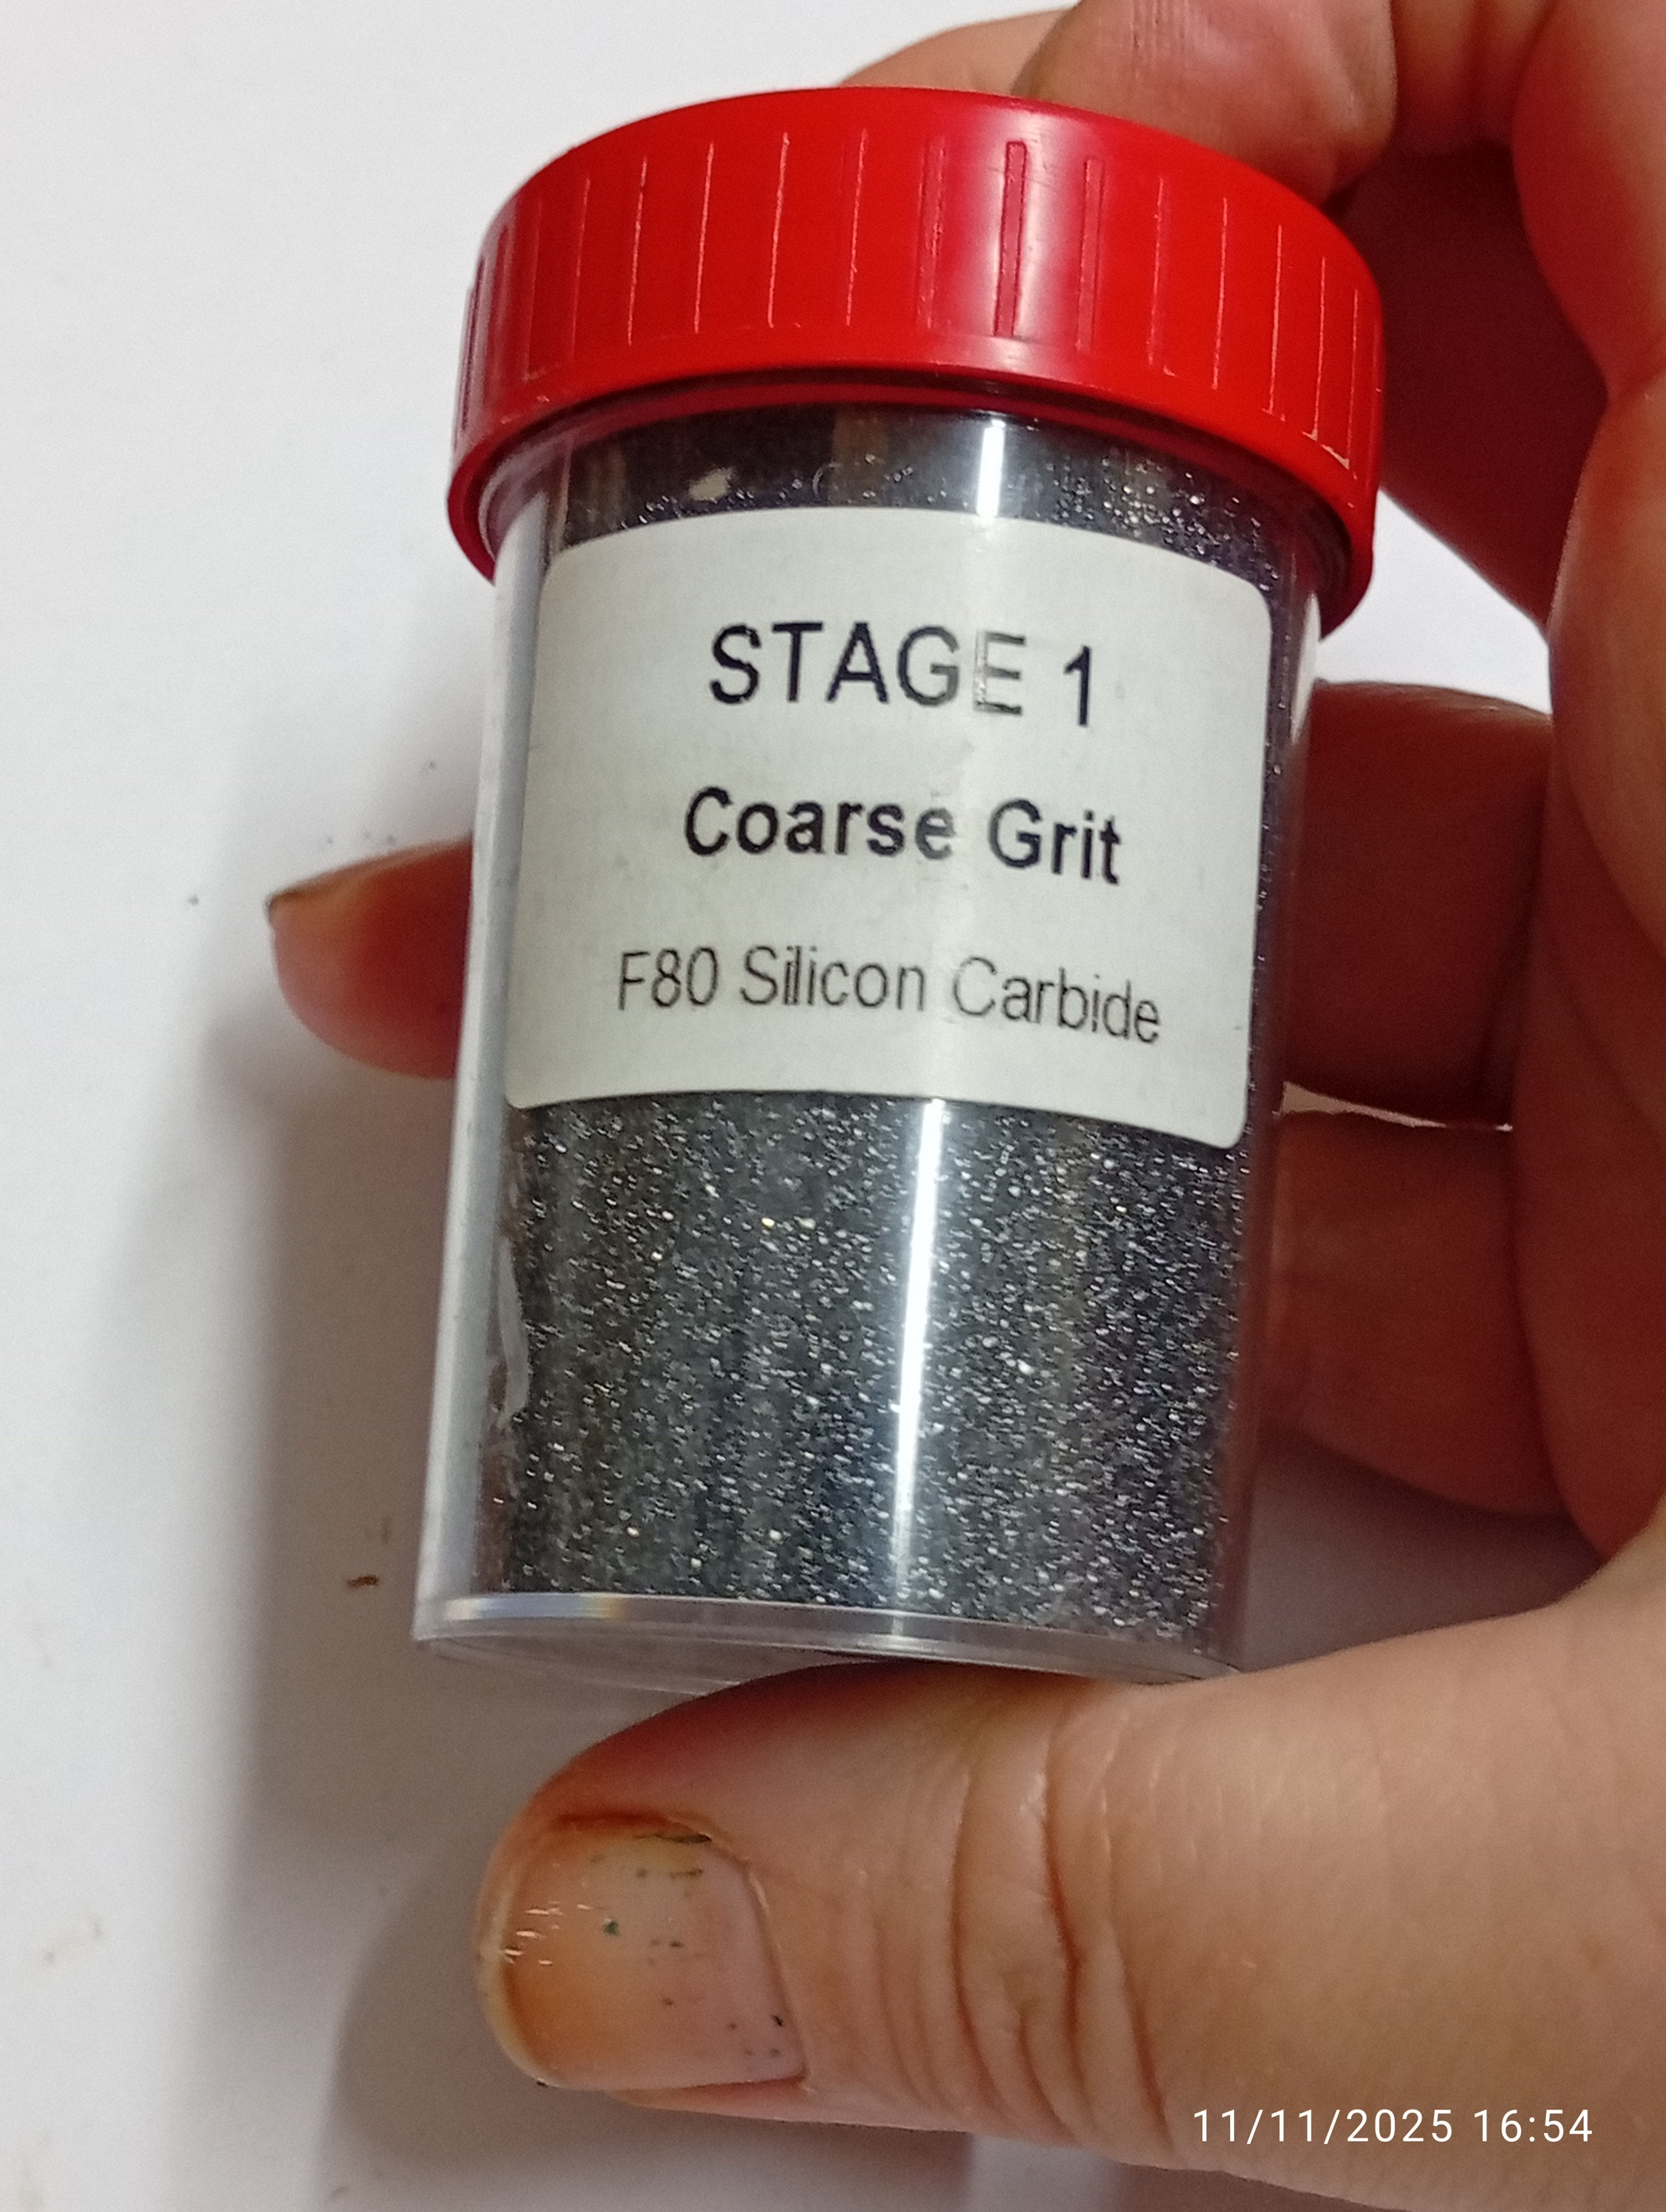 STAGE 1
Coarse Grit
F80 Silicon Carbide
11/11/2025 16:54